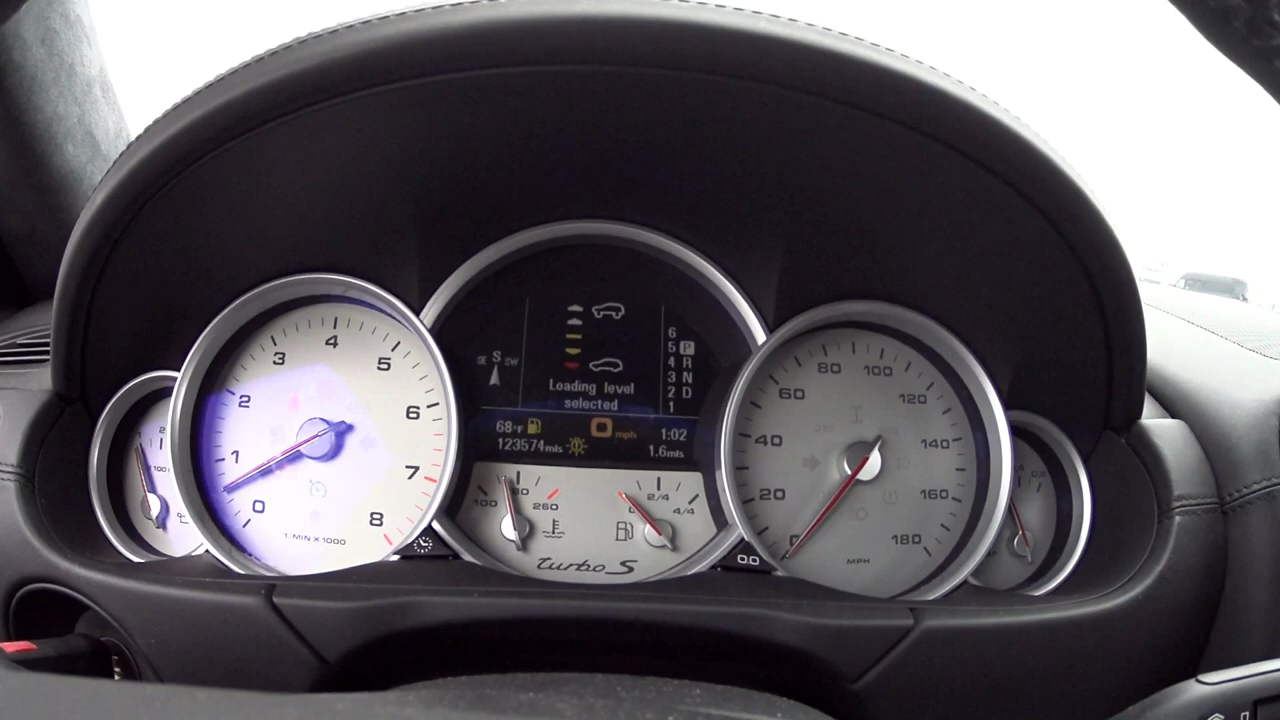 4
3
5
2
6
1
7
0
8
1/MIN X 1000
S SW
Loading level
selected
6
5 P
4 R
3 N
2 D
1
68°F
0 mph
1:02
123574mls
1.6mls
100
260
2/4
4/4
turbo S
0.0
80
100
60
120
40
140
20
160
180
MPH